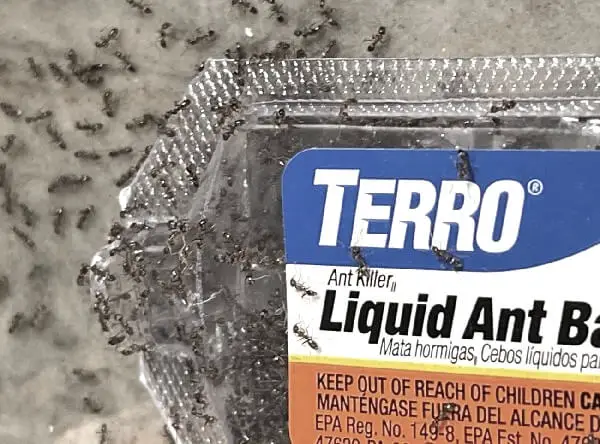 TERRO®
Ant Killer II
Liquid Ant Ba
Mata hormigas, Cebos líquidos pa
KEEP OUT OF REACH OF CHILDREN CA
MANTÉNGASE FUERA DEL ALCANCE D
EPA Reg. No. 149-8, EPA Est.